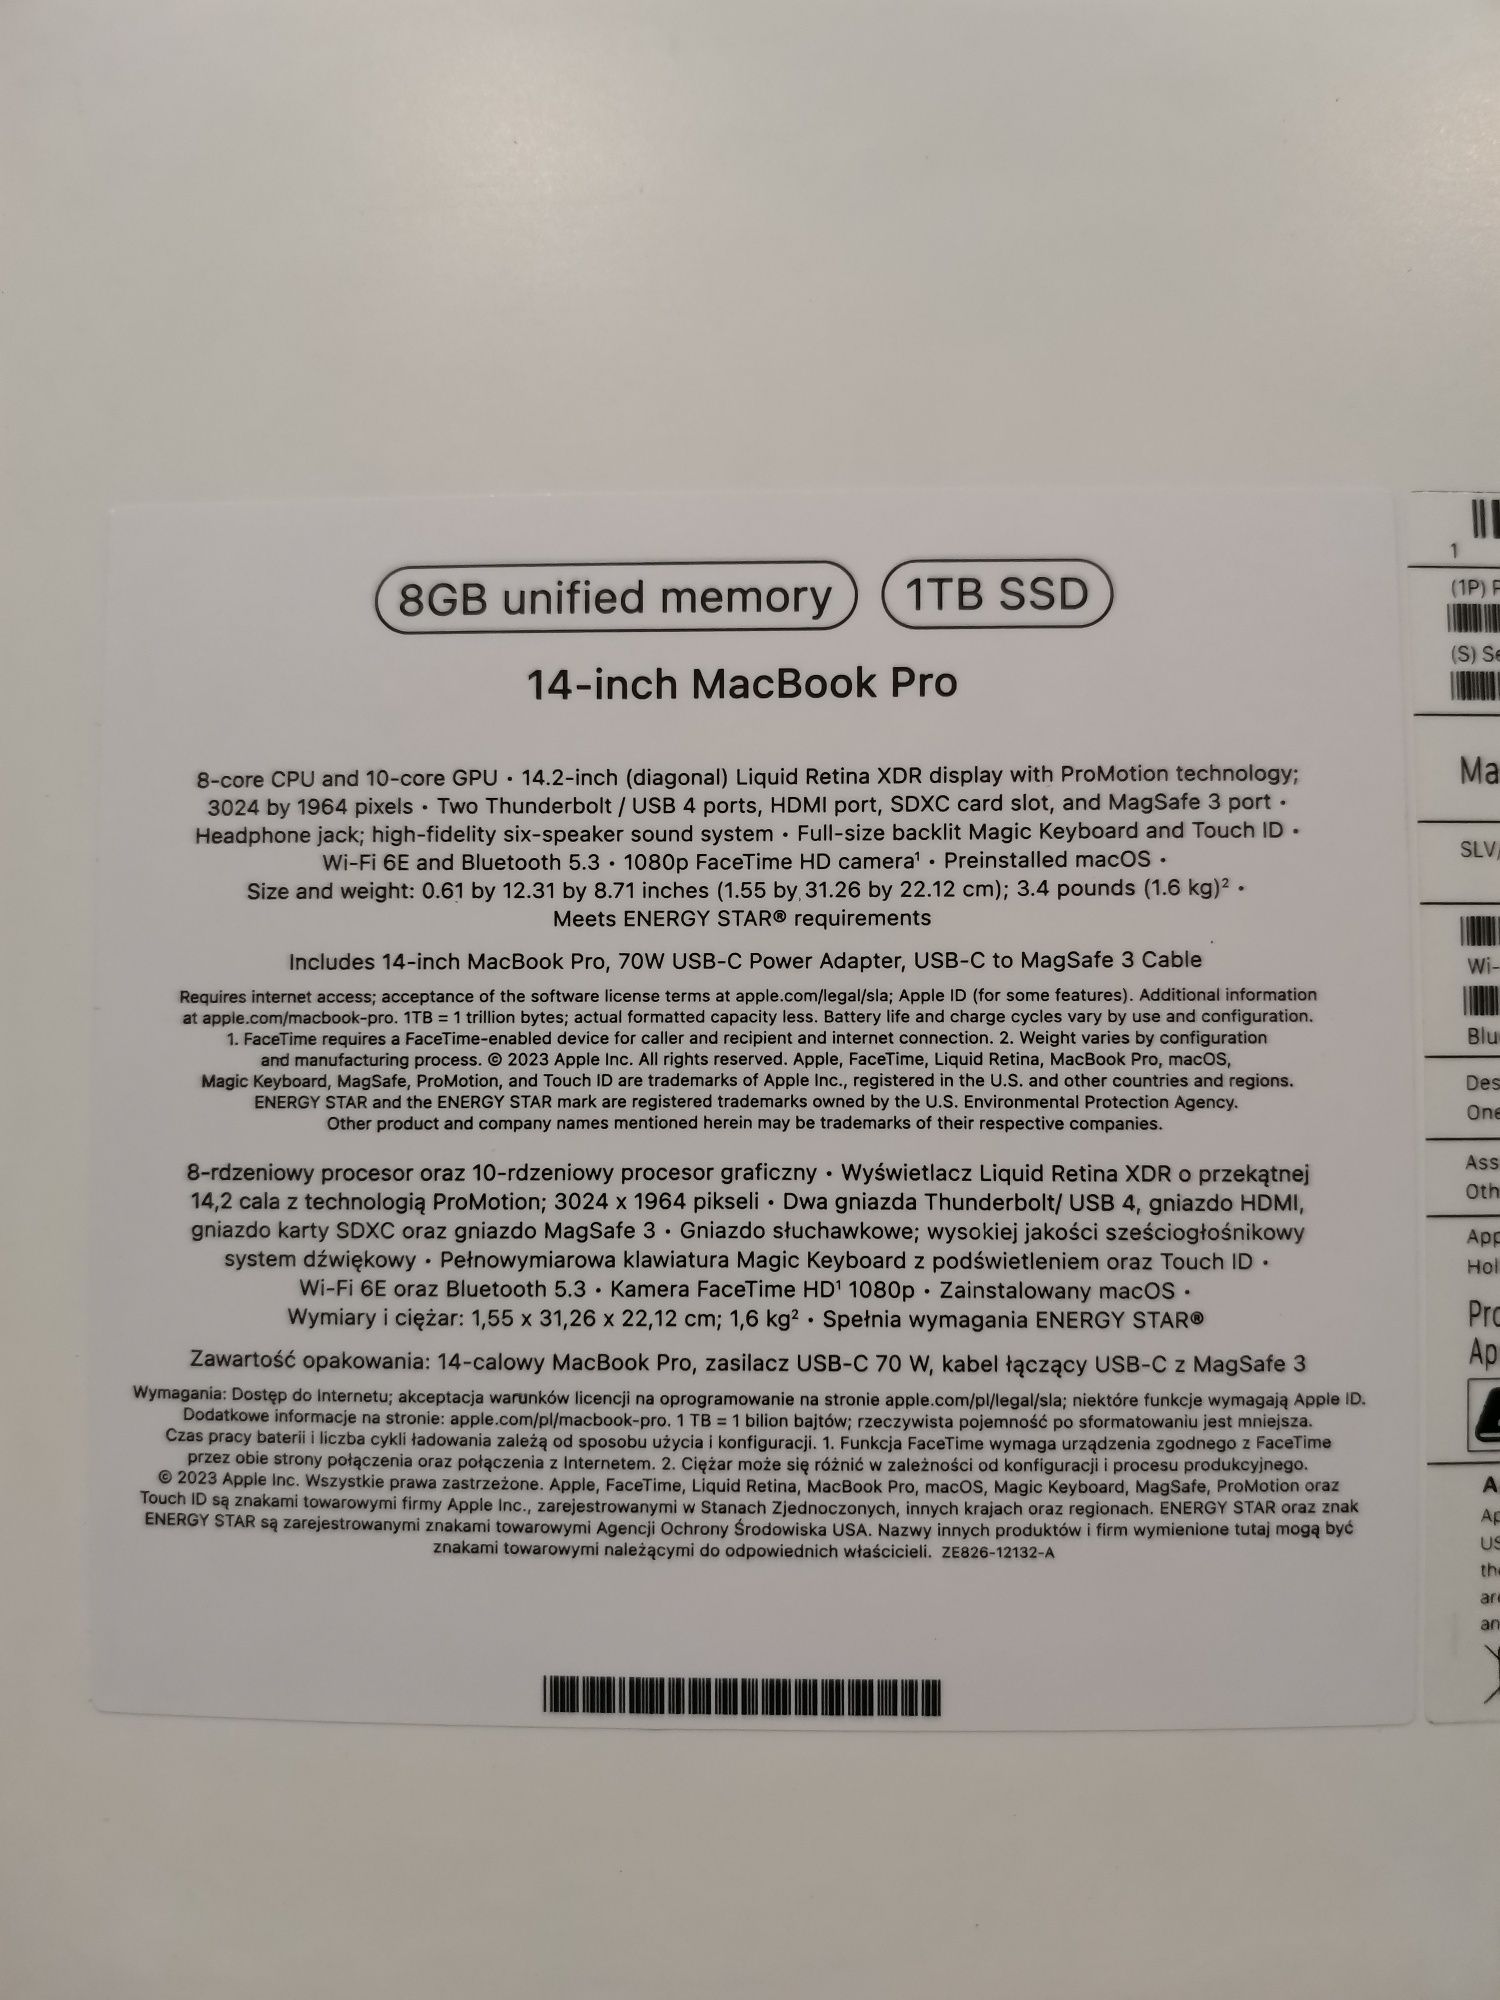 8GB unified memory 1TB SSD
14-inch MacBook Pro
8-core CPU and 10-core GPU • 14.2-inch (diagonal) Liquid Retina XDR display with ProMotion technology;
3024 by 1964 pixels • Two Thunderbolt / USB 4 ports, HDMI port, SDXC card slot, and MagSafe 3 port •
Headphone jack; high-fidelity six-speaker sound system • Full-size backlit Magic Keyboard and Touch ID •
Wi-Fi 6E and Bluetooth 5.3 • 1080p FaceTime HD camera¹ • Preinstalled macOS •
Size and weight: 0.61 by 12.31 by 8.71 inches (1.55 by 31.26 by 22.12 cm); 3.4 pounds (1.6 kg)² •
Meets ENERGY STAR® requirements
Includes 14-inch MacBook Pro, 70W USB-C Power Adapter, USB-C to MagSafe 3 Cable
Requires internet access; acceptance of the software license terms at apple.com/legal/sla; Apple ID (for some features). Additional information
at apple.com/macbook-pro. 1TB = 1 trillion bytes; actual formatted capacity less. Battery life and charge cycles vary by use and configuration.
1. FaceTime requires a FaceTime-enabled device for caller and recipient and internet connection. 2. Weight varies by configuration
and manufacturing process. © 2023 Apple Inc. All rights reserved. Apple, FaceTime, Liquid Retina, MacBook Pro, macOS,
Magic Keyboard, MagSafe, ProMotion, and Touch ID are trademarks of Apple Inc., registered in the U.S. and other countries and regions.
ENERGY STAR and the ENERGY STAR mark are registered trademarks owned by the U.S. Environmental Protection Agency.
Other product and company names mentioned herein may be trademarks of their respective companies.
8-rdzeniowy procesor oraz 10-rdzeniowy procesor graficzny • Wyświetlacz Liquid Retina XDR o przekątnej
14,2 cala z technologią ProMotion; 3024 x 1964 pikseli • Dwa gniazda Thunderbolt/ USB 4, gniazdo HDMI,
gniazdo karty SDXC oraz gniazdo MagSafe 3 • Gniazdo słuchawkowe; wysokiej jakości sześciogłośnikowy
system dźwiękowy • Pełnowymiarowa klawiatura Magic Keyboard z podświetleniem oraz Touch ID •
Wi-Fi 6E oraz Bluetooth 5.3 • Kamera FaceTime HD¹ 1080p • Zainstalowany macOS •
Wymiary i ciężar: 1,55 x 31,26 x 22,12 cm; 1,6 kg² • Spełnia wymagania ENERGY STAR®
Zawartość opakowania: 14-calowy MacBook Pro, zasilacz USB-C 70 W, kabel łączący USB-C z MagSafe 3
Wymagania: Dostęp do Internetu; akceptacja warunków licencji na oprogramowanie na stronie apple.com/pl/legal/sla; niektóre funkcje wymagają Apple ID.
Dodatkowe informacje na stronie: apple.com/pl/macbook-pro. 1 TB = 1 bilion bajtów; rzeczywista pojemność po sformatowaniu jest mniejsza.
Czas pracy baterii i liczba cykli ładowania zależą od sposobu użycia i konfiguracji. 1. Funkcja FaceTime wymaga urządzenia zgodnego z FaceTime
przez obie strony połączenia oraz połączenia z Internetem. 2. Ciężar może się różnić w zależności od konfiguracji i procesu produkcyjnego.
© 2023 Apple Inc. Wszystkie prawa zastrzeżone. Apple, FaceTime, Liquid Retina, MacBook Pro, macOS, Magic Keyboard, MagSafe, ProMotion oraz
Touch ID są znakami towarowymi firmy Apple Inc., zarejestrowanymi w Stanach Zjednoczonych, innych krajach oraz regionach. ENERGY STAR oraz znak
ENERGY STAR są zarejestrowanymi znakami towarowymi Agencji Ochrony Środowiska USA. Nazwy innych produktów i firm wymienione tutaj mogą być
znakami towarowymi należącymi do odpowiednich właścicieli. ZE826-12132-A
1
(1P)
(S)
SLV/